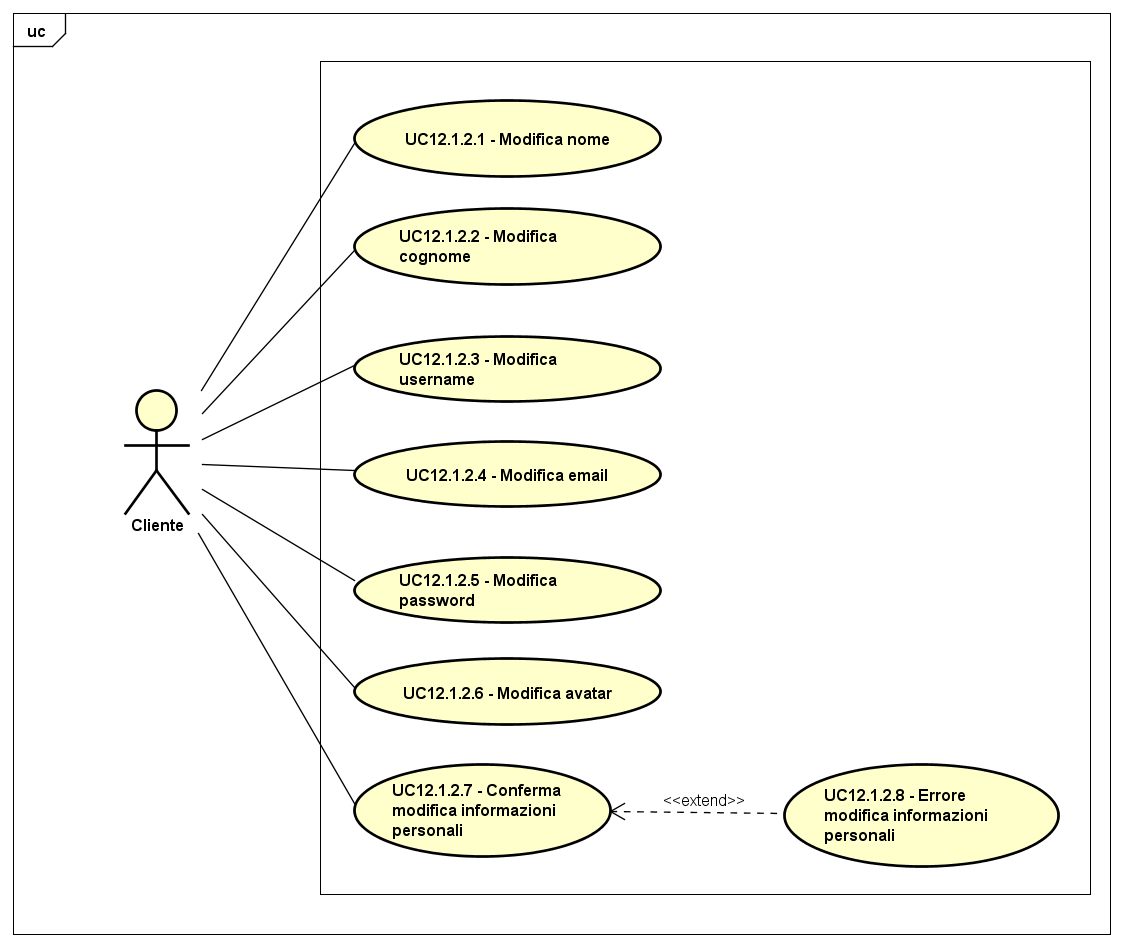 uc
UC12.1.2.1 - Modifica nome
UC12.1.2.2 - Modifica
cognome
UC12.1.2.3 - Modifica
username
UC12.1.2.4 - Modifica email
Cliente
UC12.1.2.5 - Modifica
password
UC12.1.2.6 - Modifica avatar
UC12.1.2.7 - Conferma
modifica informazioni
personali
<<extend>>
UC12.1.2.8 - Errore
modifica informazioni
personali